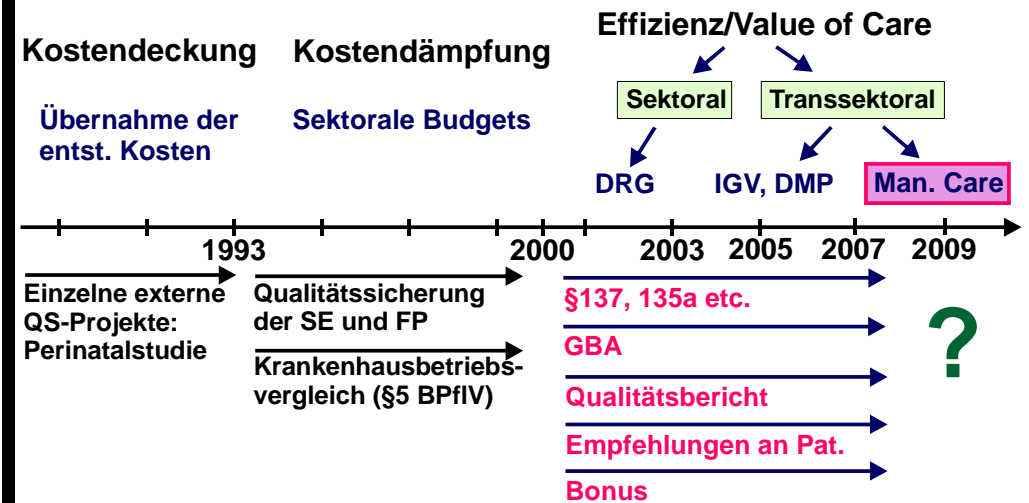 Effizienz/Value of Care
Kostendeckung
Kostendämpfung
Sektoral
Transsektoral
Übernahme der
entst. Kosten
Sektorale Budgets
DRG
IGV, DMP
Man. Care
1993
2000
2003
2005
2007
2009
Einzelne externe
QS-Projekte:
Perinatalstudie
Qualitätssicherung
der SE und FP
Krankenhausbetriebs-
vergleich (§5 BPflV)
§137, 135a etc.
GBA
Qualitätsbericht
Empfehlungen an Pat.
Bonus
?